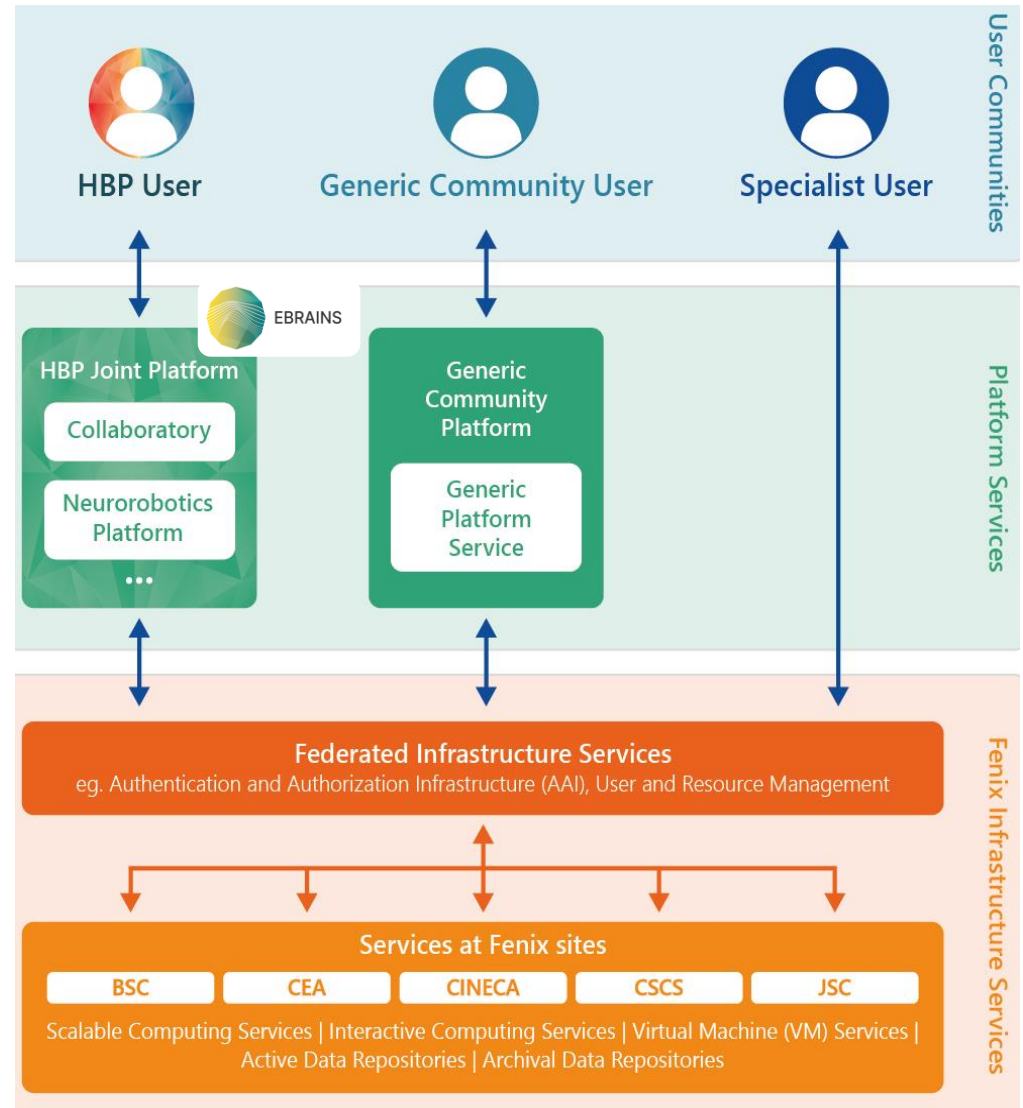 User Communities
HBP User
Generic Community User
Specialist User
Platform Services
EBRAINS
HBP Joint Platform
Collaboratory
Neurorobotics
Platform
...
Generic
Community
Platform
Generic
Platform
Service
Fenix Infrastructure Services
Federated Infrastructure Services
eg. Authentication and Authorization Infrastructure (AAI), User and Resource Management
Services at Fenix sites
BSC
CEA
CINECA
CSCS
JSC
Scalable Computing Services | Interactive Computing Services | Virtual Machine (VM) Services |
Active Data Repositories | Archival Data Repositories